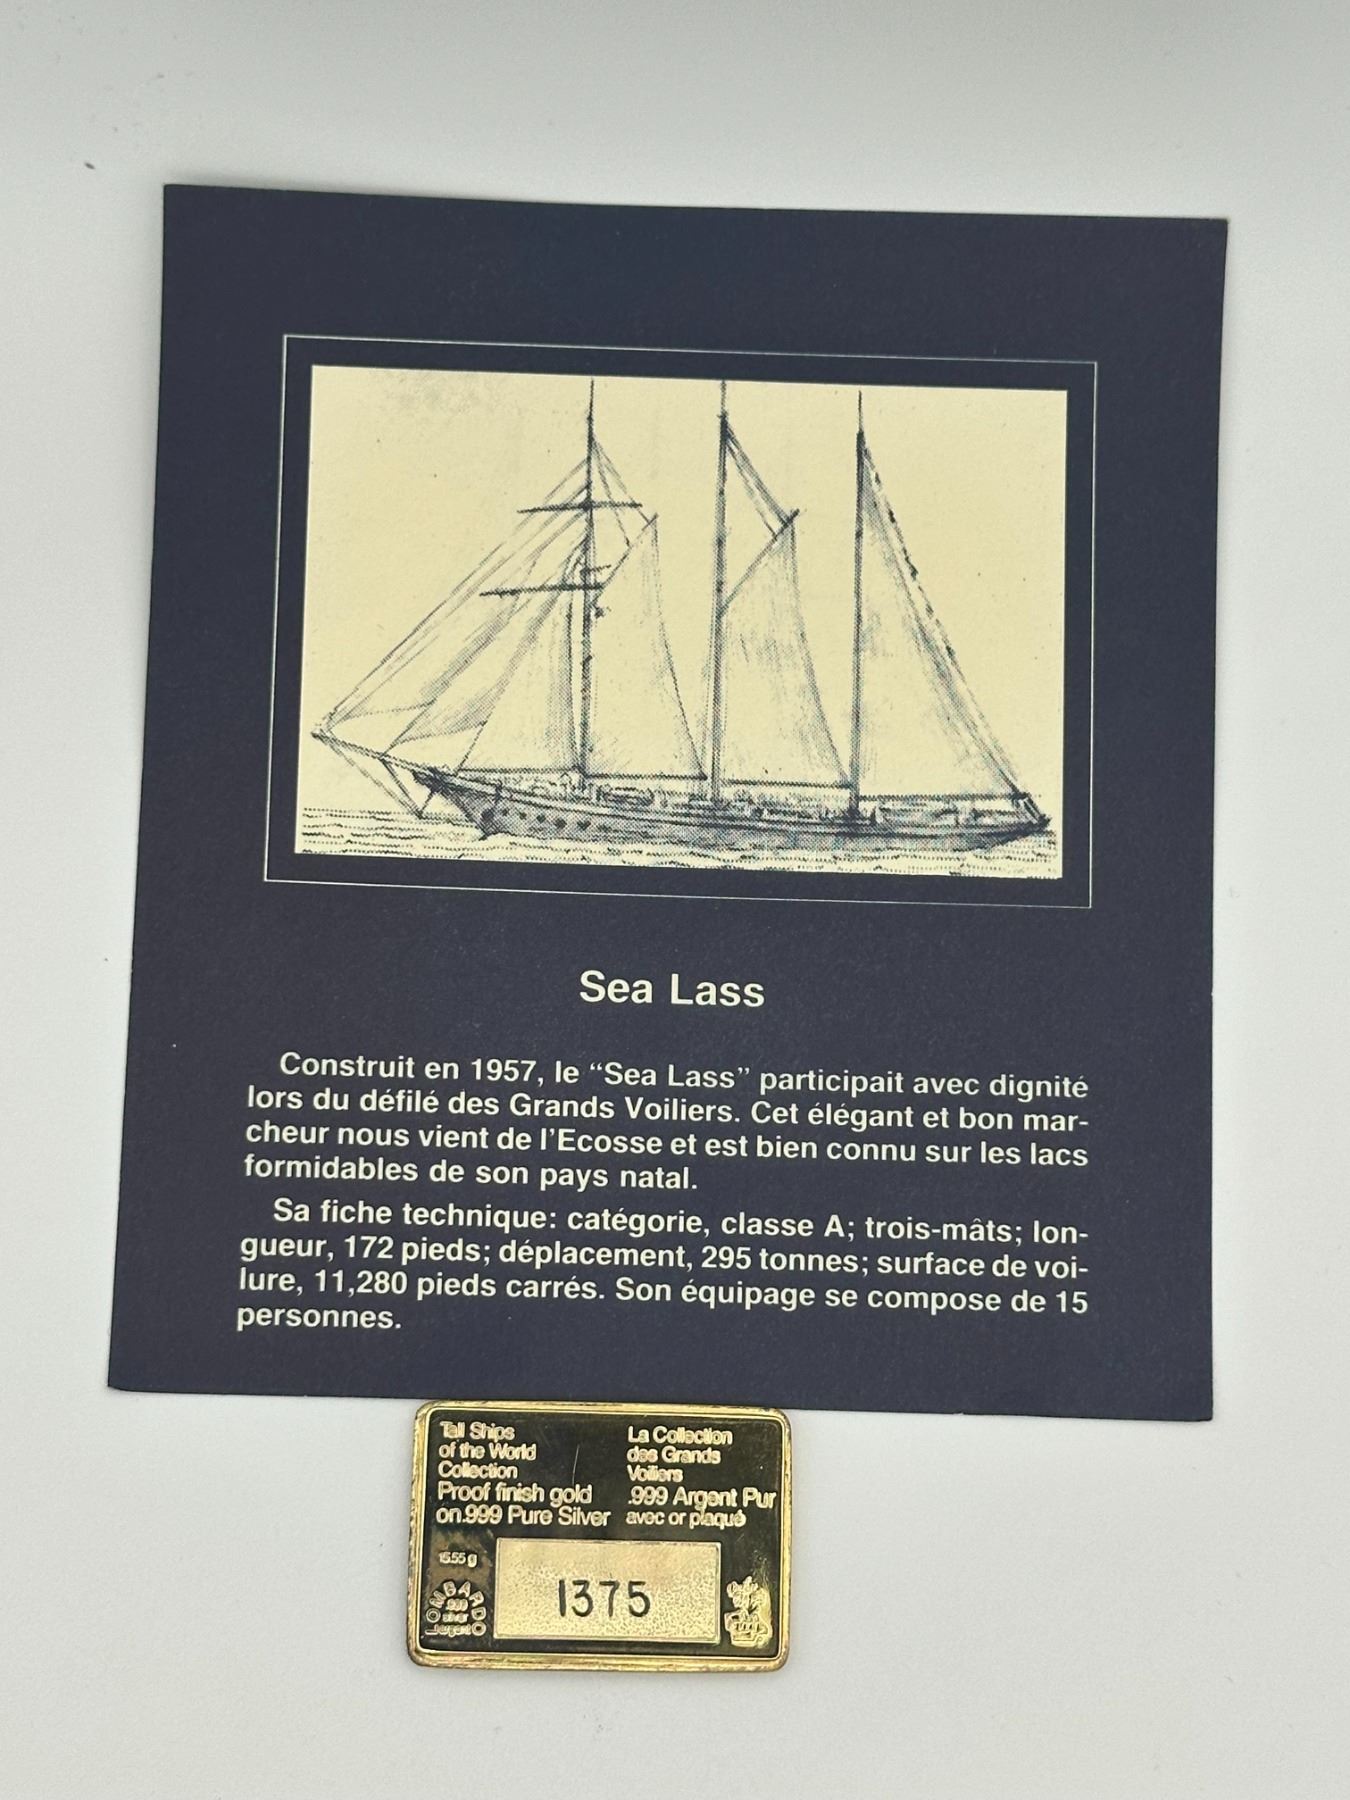 Sea Lass
Construit en 1957, le “Sea Lass” participait avec dignité
lors du défilé des Grands Voiliers. Cet élégant et bon mar-
cheur nous vient de l’Ecosse et est bien connu sur les lacs
formidables de son pays natal.
Sa fiche technique: catégorie, classe A; trois-mâts; lon-
gueur, 172 pieds; déplacement, 295 tonnes; surface de voi-
lure, 11,280 pieds carrés. Son équipage se compose de 15
personnes.
Tall Ships
of the World
Collection
Proof finish gold
on .999 Pure Silver
La Collection
des Grands
Voiliers
.999 Argent Pur
avec or plaqué
15.55 g
LOMBARDO
999
silver
argent
1375